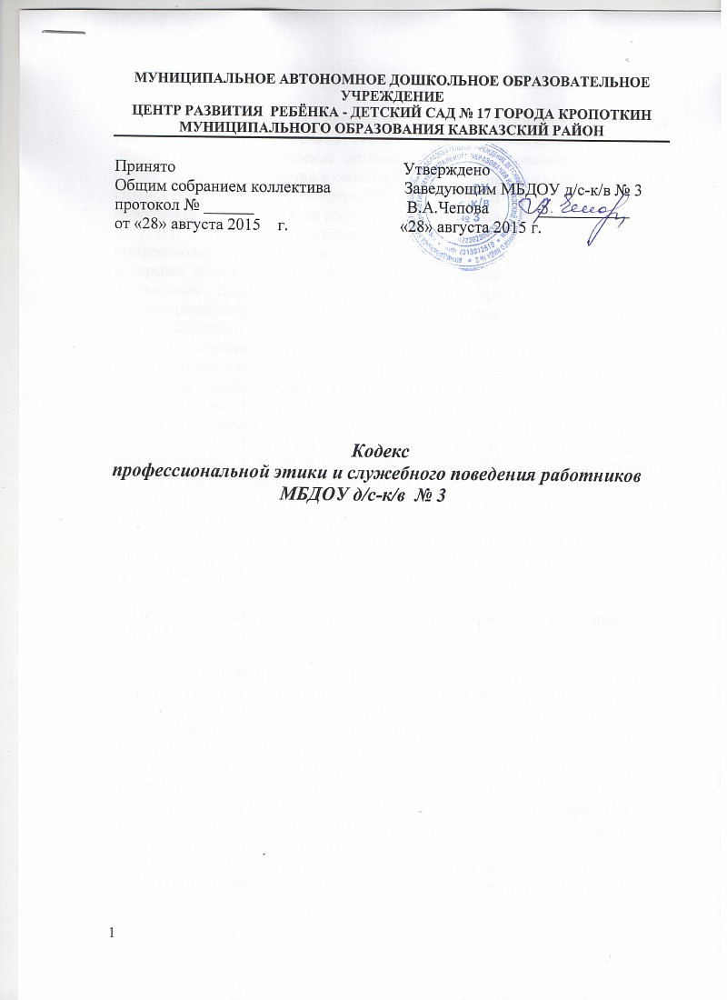 МУНИЦИПАЛЬНОЕ АВТОНОМНОЕ ДОШКОЛЬНОЕ ОБРАЗОВАТЕЛЬНОЕ
УЧРЕЖДЕНИЕ
ЦЕНТР РАЗВИТИЯ РЕБЁНКА - ДЕТСКИЙ САД № 17 ГОРОДА КРОПОТКИН
МУНИЦИПАЛЬНОГО ОБРАЗОВАНИЯ КАВКАЗСКИЙ РАЙОН
Принято Утверждено
Общим собранием коллектива Заведующим МБДОУ д/с-к/в № 3
протокол № ______ В.А.Чепова
от «28» августа 2015 г. «28» августа 2015 г.
Кодекс
профессиональной этики и служебного поведения работников
МБДОУ д/с-к/в № 3
1